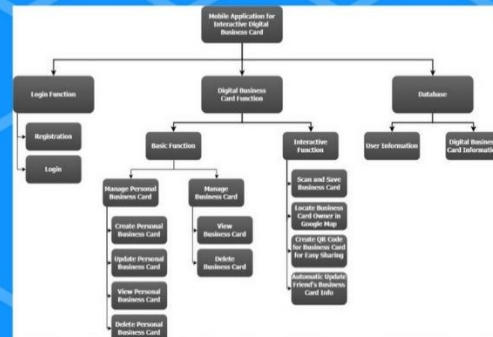 Mobile Application for
Interactive Digital
Business Card
Login Function
Digital Business
Card Function
Database
Registration
Login
Basic Function
Interactive
Function
User Information
Digital Business
Card Information
Manage Personal
Business Card
Manage
Business Card
Create Personal
Business Card
Update Personal
Business Card
View Personal
Business Card
Delete Personal
Business Card
View
Business Card
Delete
Business Card
Scan and Save
Business Card
Locate Business
Card Owner in
Google Map
Create QR Code
for Business Card
for Easy Sharing
Automatic Update
Friend's Business
Card Info